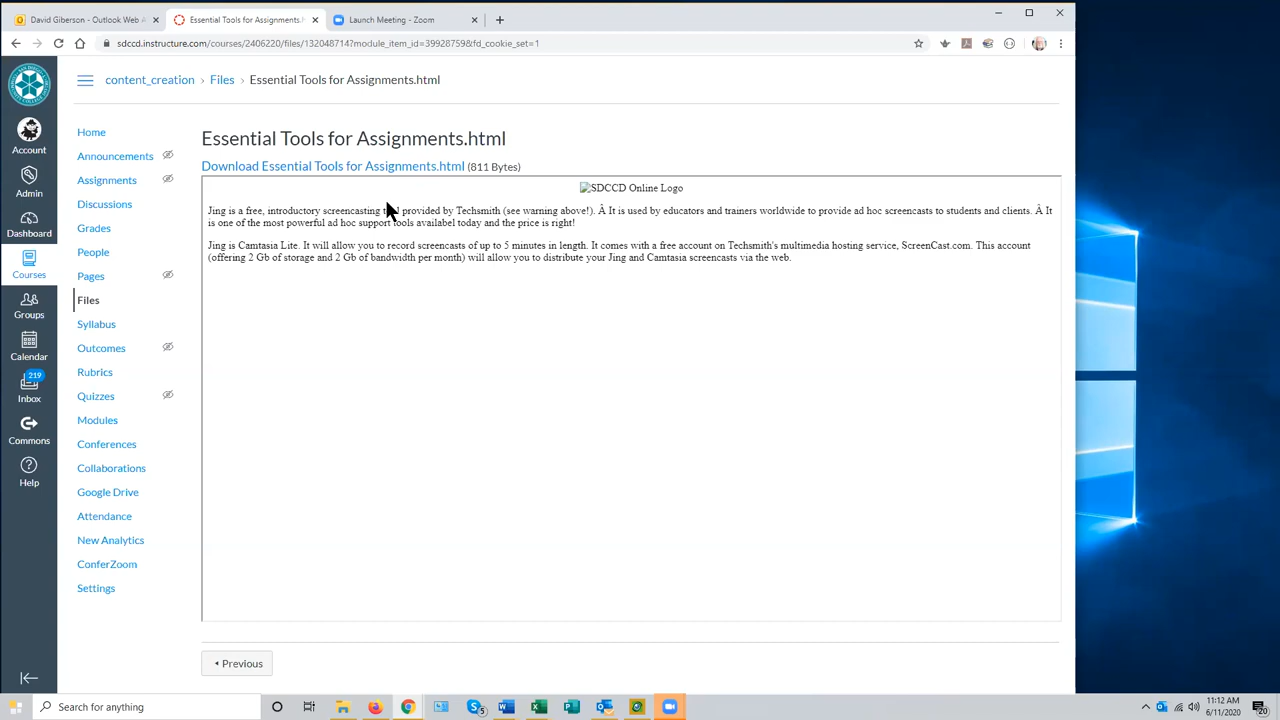 David Giberson - Outlook Web A
Essential Tools for Assignments.h
Launch Meeting - Zoom
sdccd.instructure.com/courses/2406220/files/132048714?module_item_id=39928759&fd_cookie_set=1
content_creation › Files › Essential Tools for Assignments.html
Essential Tools for Assignments.html
Download Essential Tools for Assignments.html (811 Bytes)
SDCCD Online Logo
Jing is a free, introductory screencasting tool provided by Techsmith (see warning above!). Â It is used by educators and trainers worldwide to provide ad hoc screencasts to students and clients. Â It
is one of the most powerful ad hoc support tools availabel today and the price is right!
Jing is Camtasia Lite. It will allow you to record screencasts of up to 5 minutes in length. It comes with a free account on Techsmith's multimedia hosting service, ScreenCast.com. This account
(offering 2 Gb of storage and 2 Gb of bandwidth per month) will allow you to distribute your Jing and Camtasia screencasts via the web.
Previous
Account
Admin
Dashboard
Courses
Groups
Calendar
219
Inbox
Commons
Help
Home
Announcements
Assignments
Discussions
Grades
People
Pages
Files
Syllabus
Outcomes
Rubrics
Quizzes
Modules
Conferences
Collaborations
Google Drive
Attendance
New Analytics
ConferZoom
Settings
Search for anything
5
11:12 AM
6/11/2020
20